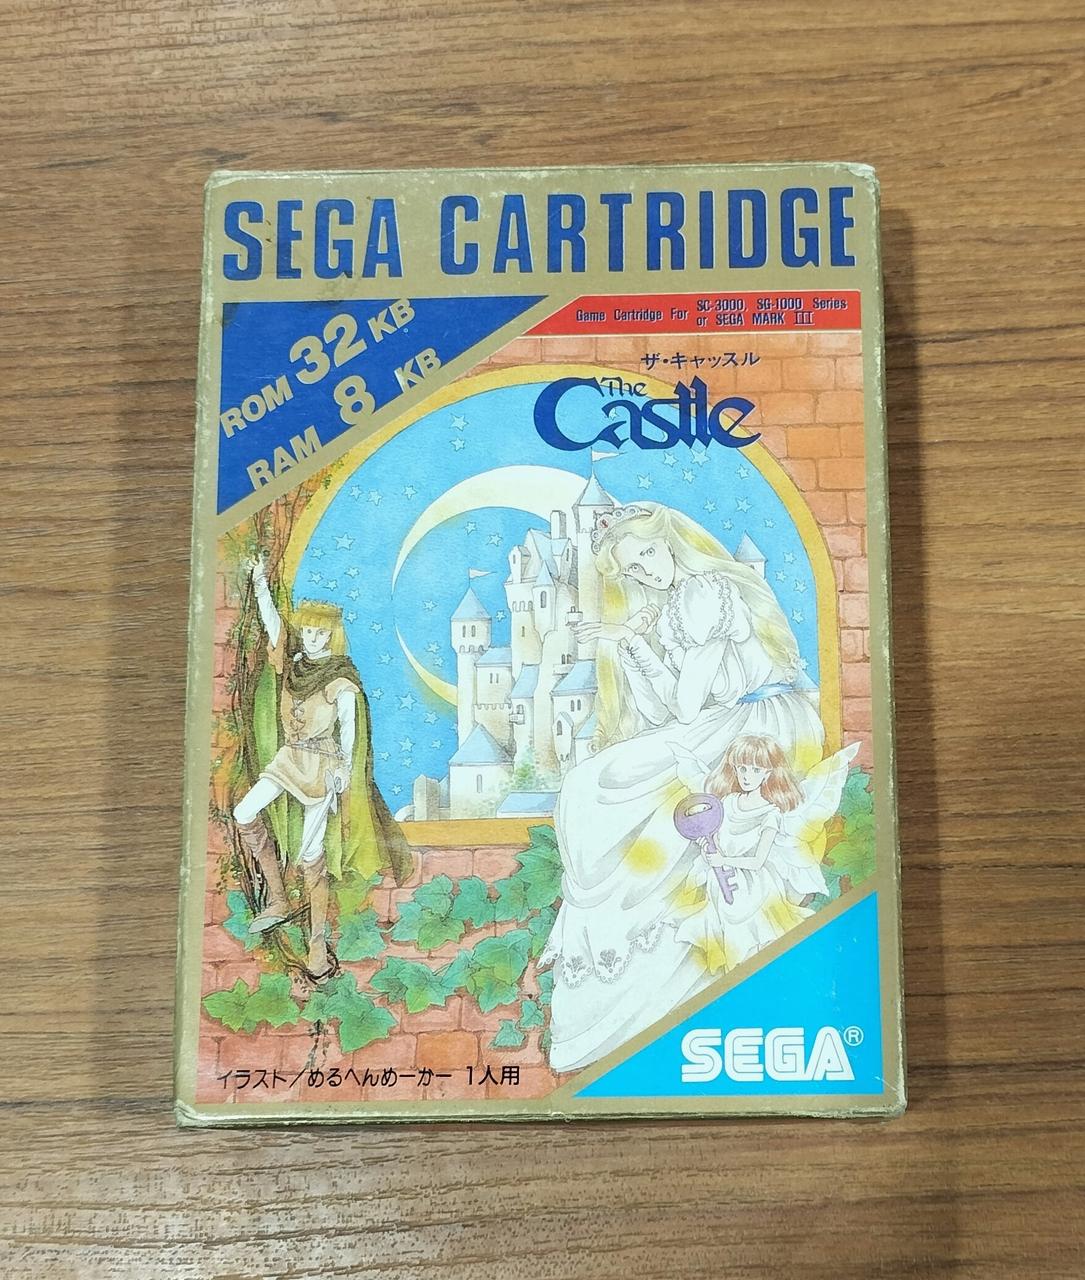 SEGA CARTRIDGE
ROM 32 KB
RAM 8 KB
Game Cartridge For SC-3000, SG-1000 Series
or SEGA MARK III
ザ・キャッスル
The Castle
イラスト/めるへんめーかー 1人用
SEGA®